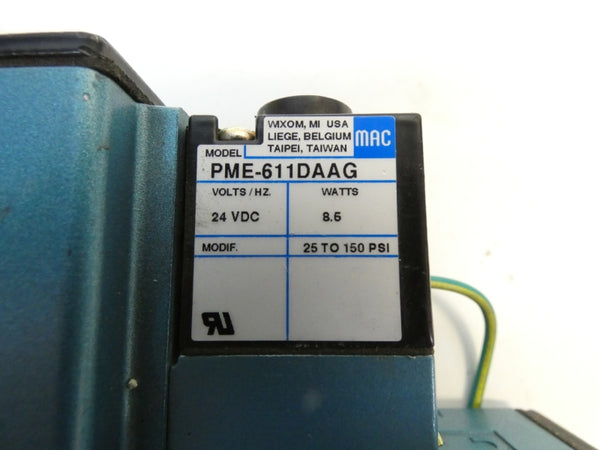 WIXOM, MI USA
LIEGE, BELGIUM
TAIPEI, TAIWAN
MAC
MODEL
PME-611DAAG
VOLTS/HZ. WATTS
24 VDC 8.5
MODIF. 25 TO 150 PSI
RU